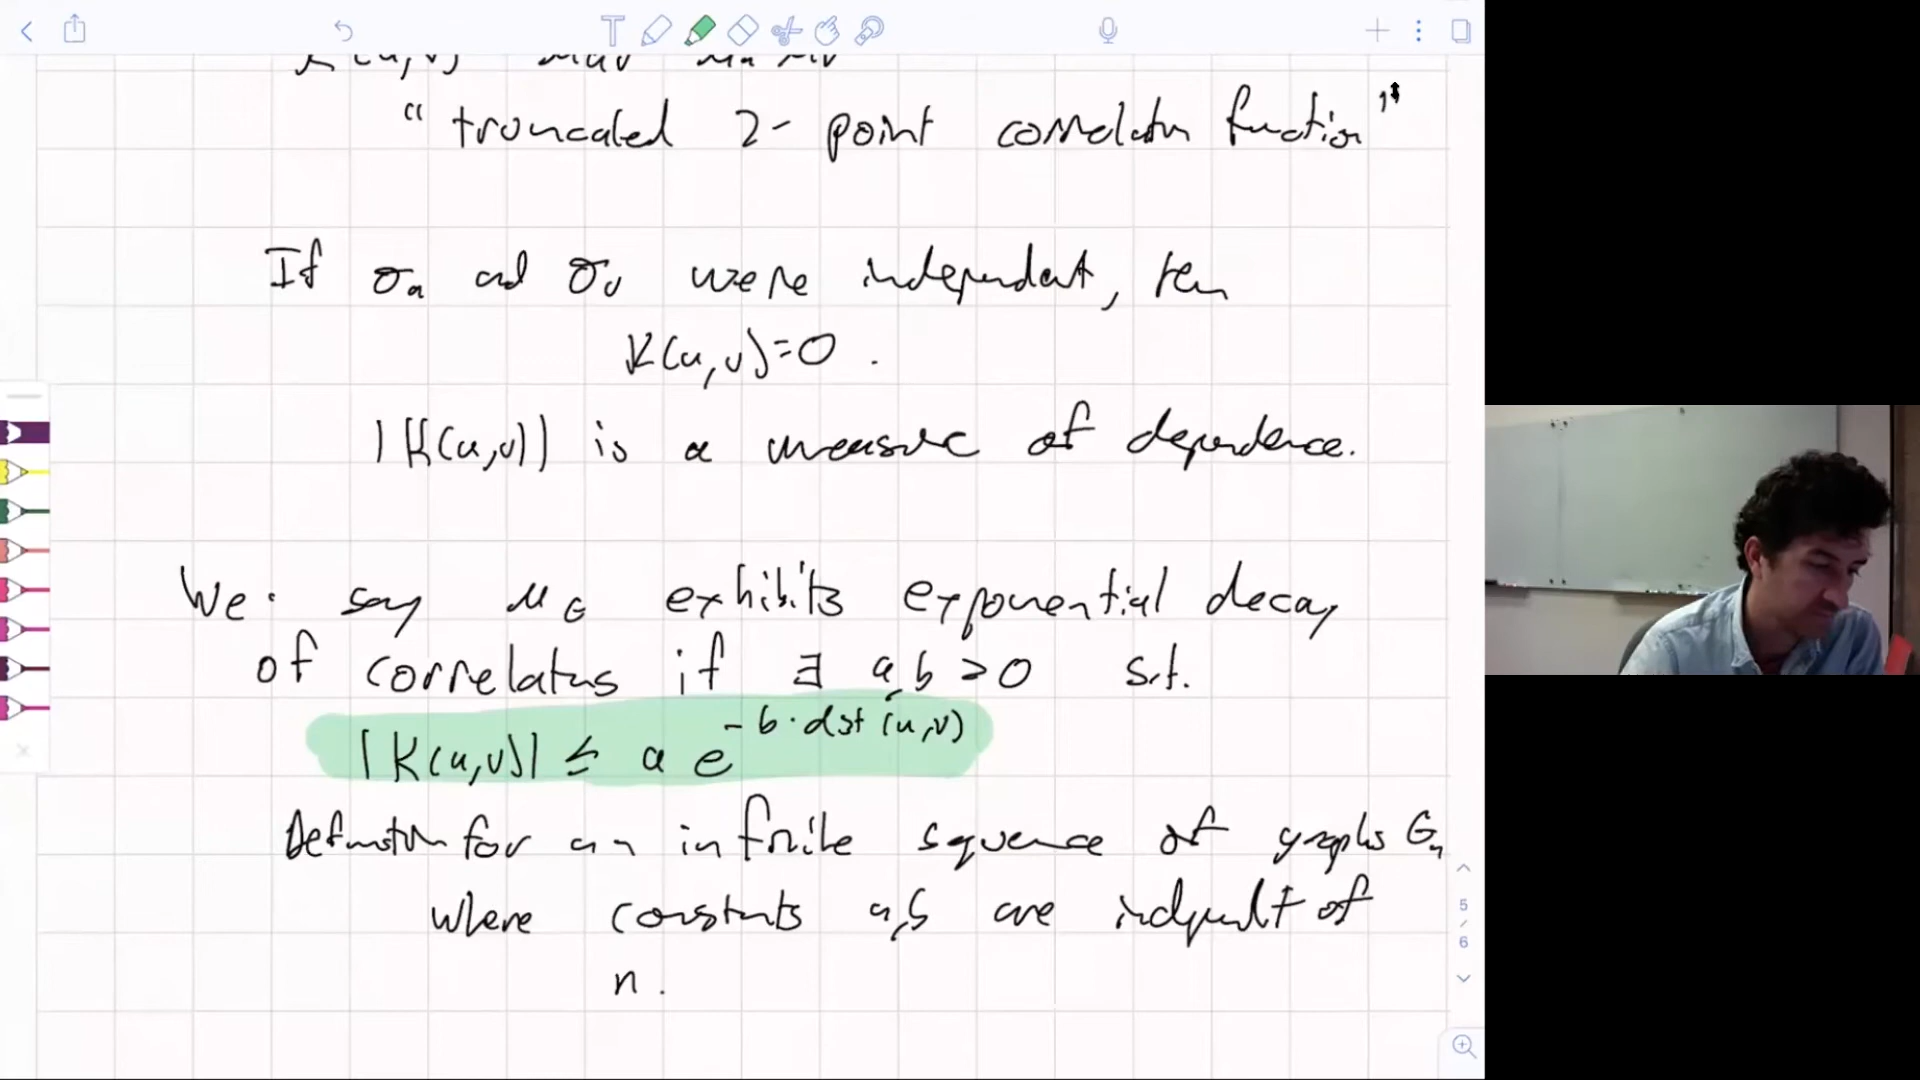 K(u,v)
"truncated 2-point correlation function"
If σu and σv were independent, then
K(u,v)=0.
|K(u,v)| is a measure of dependence.
We say μG exhibits exponential decay
of correlations if ∃ a,b >0 s.t.
|K(u,v)| ≤ a e^{-b·dist(u,v)}
Definition for an infinite sequence of graphs Gn
where constants a,b are independent of
n.
5
/
6